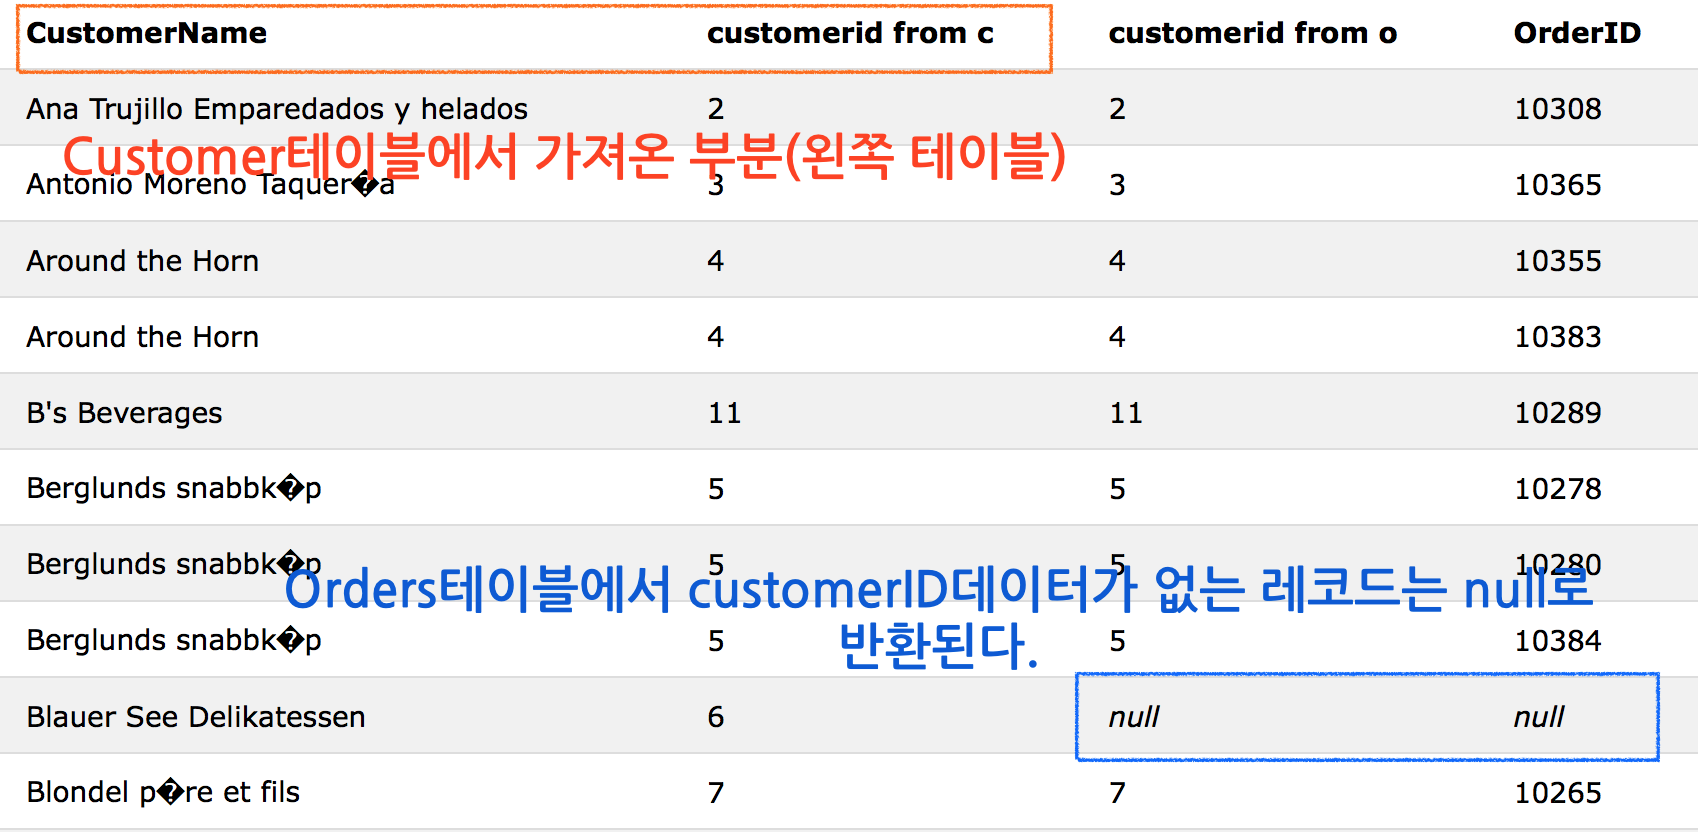 CustomerName customerid from c customerid from o OrderID
Ana Trujillo Emparedados y helados 2 2 10308
Customer테이블에서 가져온 부분(왼쪽 테이블)
Antonio Moreno Taquer�a 3 3 10365
Around the Horn 4 4 10355
Around the Horn 4 4 10383
B's Beverages 11 11 10289
Berglunds snabbk�p 5 5 10278
Berglunds snabbk�p 5 5 10280
Orders테이블에서 customerID데이터가 없는 레코드는 null로
반환된다.
Berglunds snabbk�p 5 5 10384
Blauer See Delikatessen 6 null null
Blondel p�re et fils 7 7 10265